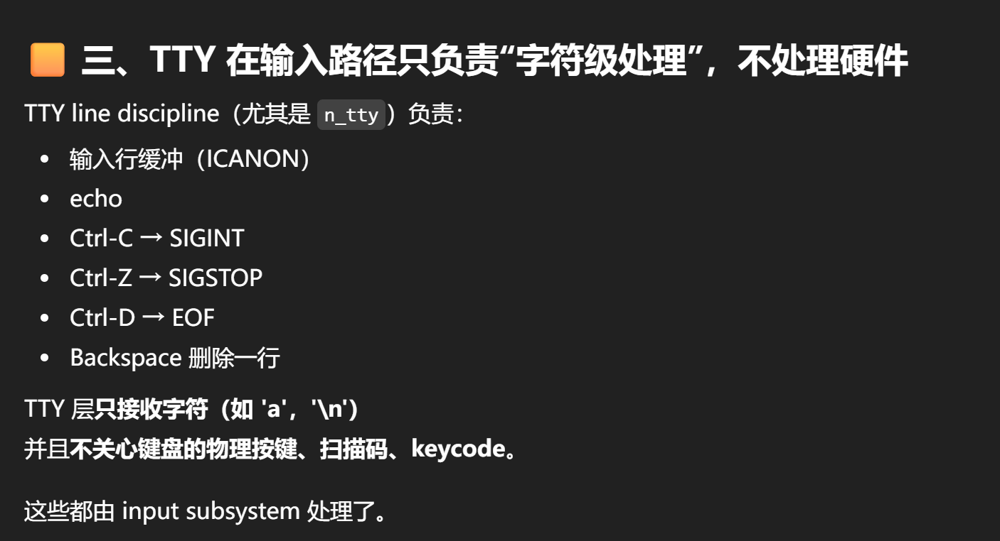 三、TTY 在输入路径只负责“字符级处理”，不处理硬件
TTY line discipline（尤其是 n_tty）负责：
• 输入行缓冲（ICANON）
• echo
• Ctrl-C → SIGINT
• Ctrl-Z → SIGSTOP
• Ctrl-D → EOF
• Backspace 删除一行
TTY 层只接收字符（如 'a'，'\n'）
并且不关心键盘的物理按键、扫描码、keycode。
这些都由 input subsystem 处理了。